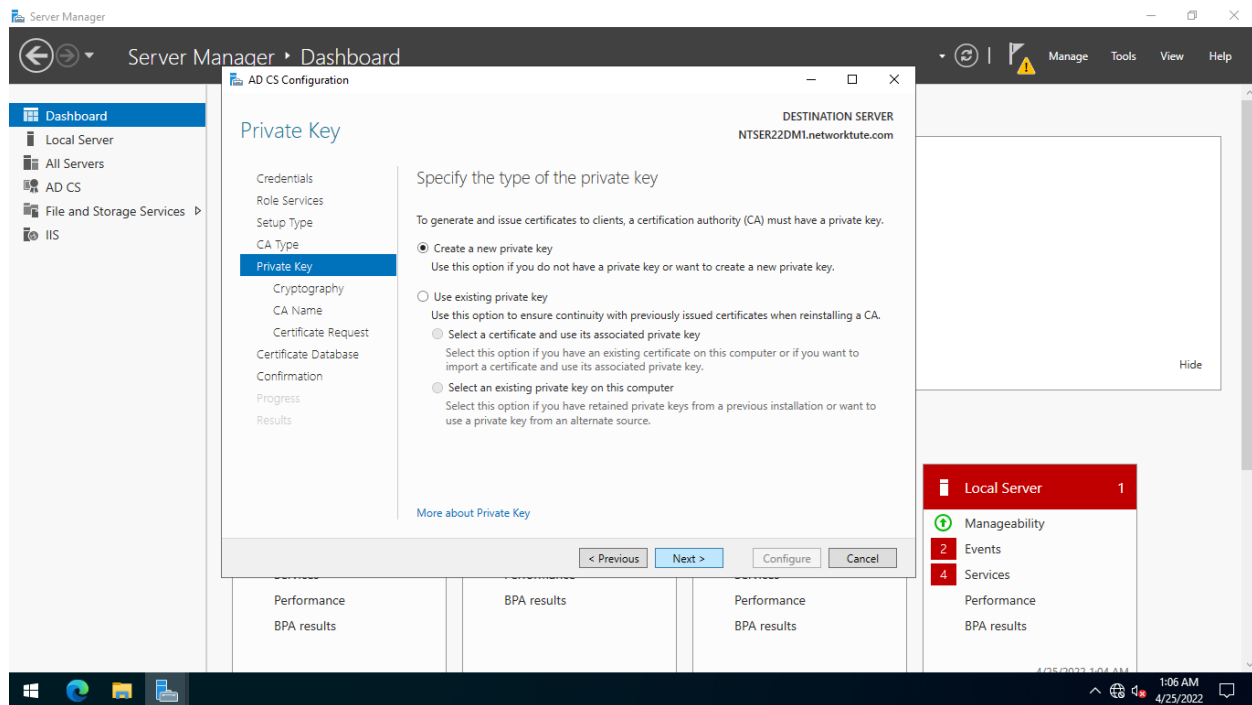 Server Manager
Server Manager • Dashboard
Manage Tools View Help
AD CS Configuration
Dashboard
Local Server
All Servers
AD CS
File and Storage Services
IIS
Private Key
DESTINATION SERVER
NTSER22DM1.networktute.com
Credentials
Role Services
Setup Type
CA Type
Private Key
Cryptography
CA Name
Certificate Request
Certificate Database
Confirmation
Progress
Results
Specify the type of the private key
To generate and issue certificates to clients, a certification authority (CA) must have a private key.
Create a new private key
Use this option if you do not have a private key or want to create a new private key.
Use existing private key
Use this option to ensure continuity with previously issued certificates when reinstalling a CA.
Select a certificate and use its associated private key
Select this option if you have an existing certificate on this computer or if you want to
import a certificate and use its associated private key.
Select an existing private key on this computer
Select this option if you have retained private keys from a previous installation or want to
use a private key from an alternate source.
More about Private Key
< Previous Next > Configure Cancel
Hide
Performance
BPA results
BPA results
Performance
BPA results
Local Server 1
Manageability
2 Events
4 Services
Performance
BPA results
4/25/2022 1:04 AM
1:06 AM
4/25/2022